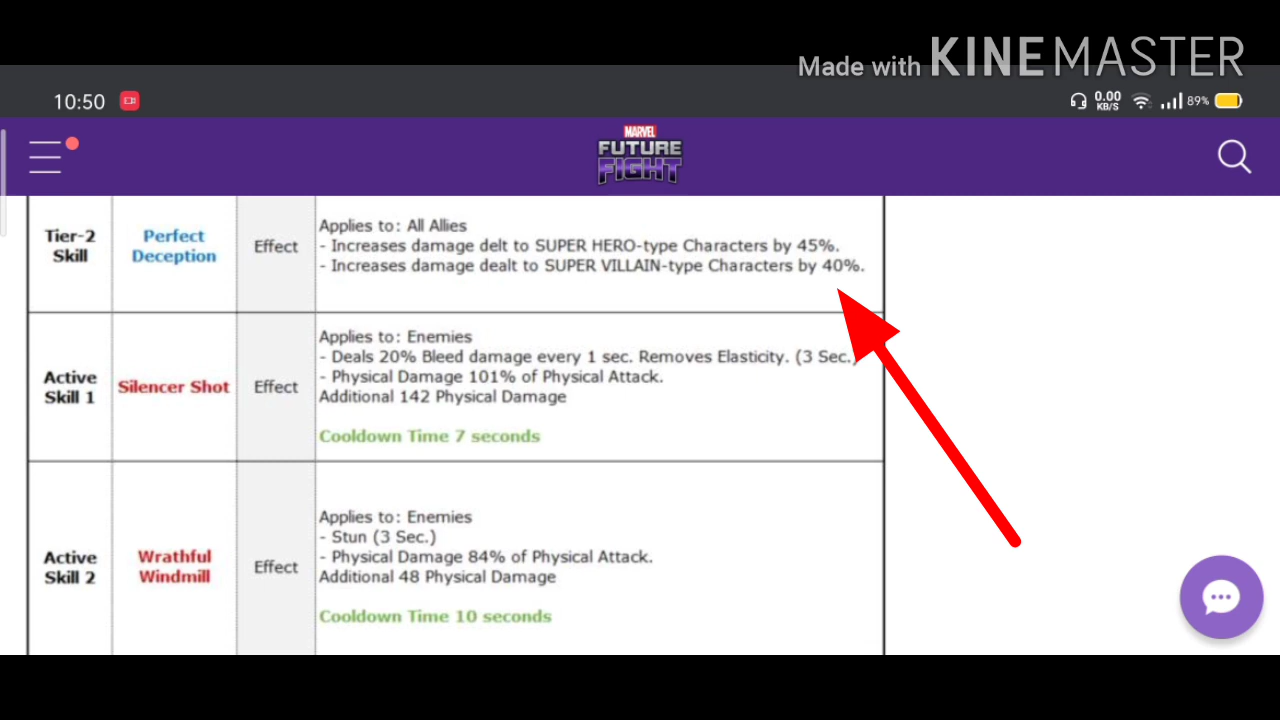 Made with KINEMASTER
10:50
0.00
KB/S
89%
MARVEL
FUTURE
FIGHT
Tier-2
Skill
Perfect
Deception
Effect
Applies to: All Allies
- Increases damage delt to SUPER HERO-type Characters by 45%.
- Increases damage dealt to SUPER VILLAIN-type Characters by 40%.
Active
Skill 1
Silencer Shot
Effect
Applies to: Enemies
- Deals 20% Bleed damage every 1 sec. Removes Elasticity. (3 Sec.)
- Physical Damage 101% of Physical Attack.
Additional 142 Physical Damage
Cooldown Time 7 seconds
Active
Skill 2
Wrathful
Windmill
Effect
Applies to: Enemies
- Stun (3 Sec.)
- Physical Damage 84% of Physical Attack.
Additional 48 Physical Damage
Cooldown Time 10 seconds